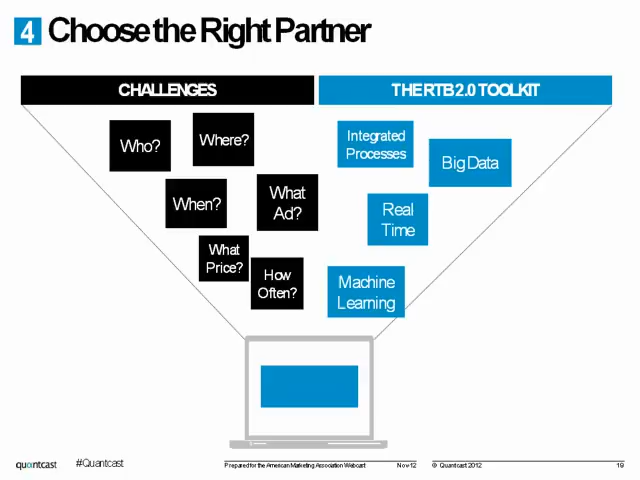 4 Choose the Right Partner
CHALLENGES
THE RTB 2.0 TOOLKIT
Who?
Where?
When?
What
Ad?
What
Price?
How
Often?
Integrated
Processes
Big Data
Real
Time
Machine
Learning
quantcast
#Quantcast
Prepared for the American Marketing Association Webcast
Nov-12
© Quantcast 2012
19